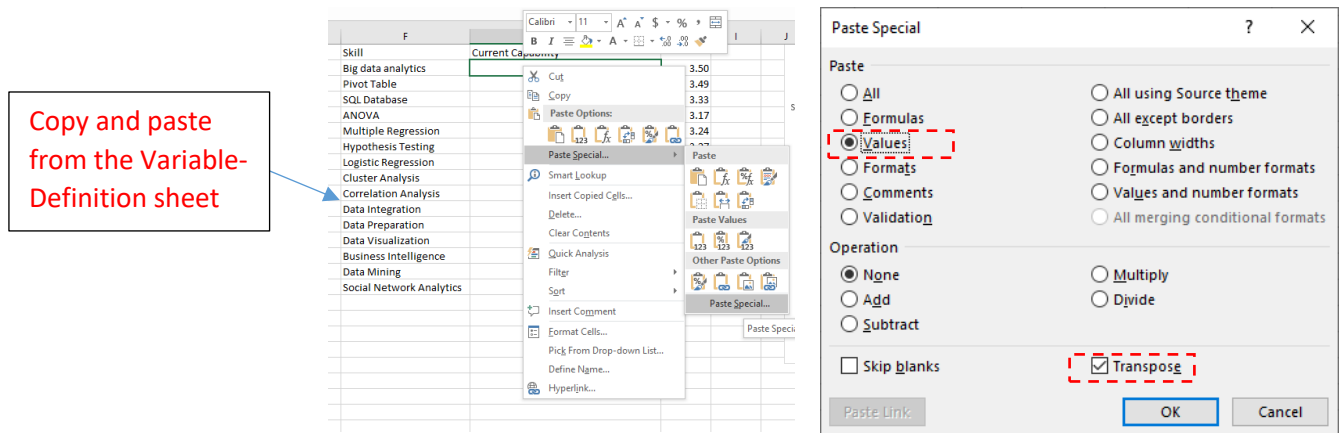 Copy and paste
from the Variable-
Definition sheet
Calibri 11 A A $ % ,
B I A
F I J
Skill Current Capability
Big data analytics 3.50
Pivot Table 3.49
SQL Database 3.33
ANOVA 3.17
Multiple Regression 3.24
Hypothesis Testing
Logistic Regression
Cluster Analysis
Correlation Analysis
Data Integration
Data Preparation
Data Visualization
Business Intelligence
Data Mining
Social Network Analytics
Cut
Copy
Paste Options:
Paste Special...
Smart Lookup
Insert Copied Cells...
Delete...
Clear Contents
Quick Analysis
Filter
Sort
Insert Comment
Format Cells...
Pick From Drop-down List...
Define Name...
Hyperlink...
Paste
Paste Values
123 123 123
Other Paste Options
Paste Special...
Paste Specia
Paste Special ? ×
Paste
All
Formulas
Values
Formats
Comments
Validation
All using Source theme
All except borders
Column widths
Formulas and number formats
Values and number formats
All merging conditional formats
Operation
None
Add
Subtract
Multiply
Divide
Skip blanks
Transpose
Paste Link
OK
Cancel